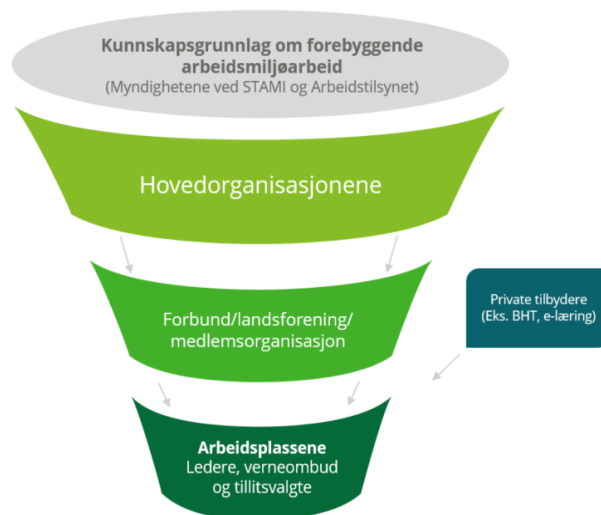 Kunnskapsgrunnlag om forebyggende
arbeidsmiljøarbeid
(Myndighetene ved STAMI og Arbeidstilsynet)
Hovedorganisasjonene
Forbund/landsforening/
medlemsorganisasjon
Private tilbydere
(Eks. BHT, e-læring)
Arbeidsplassene
Ledere, verneombud
og tillitsvalgte